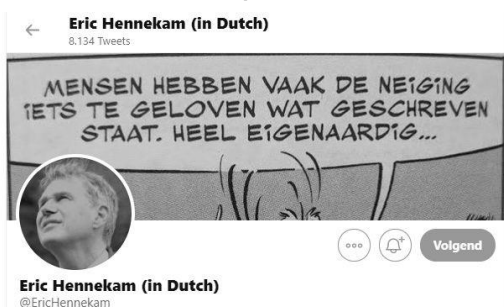 Eric Hennekam (in Dutch)
8.134 Tweets
MENSEN HEBBEN VAAK DE NEiGiNG
iETS TE GELOVEN WAT GESCHREVEN
STAAT. HEEL EiGENAARDiG...
Volgend
Eric Hennekam (in Dutch)
@EricHennekam